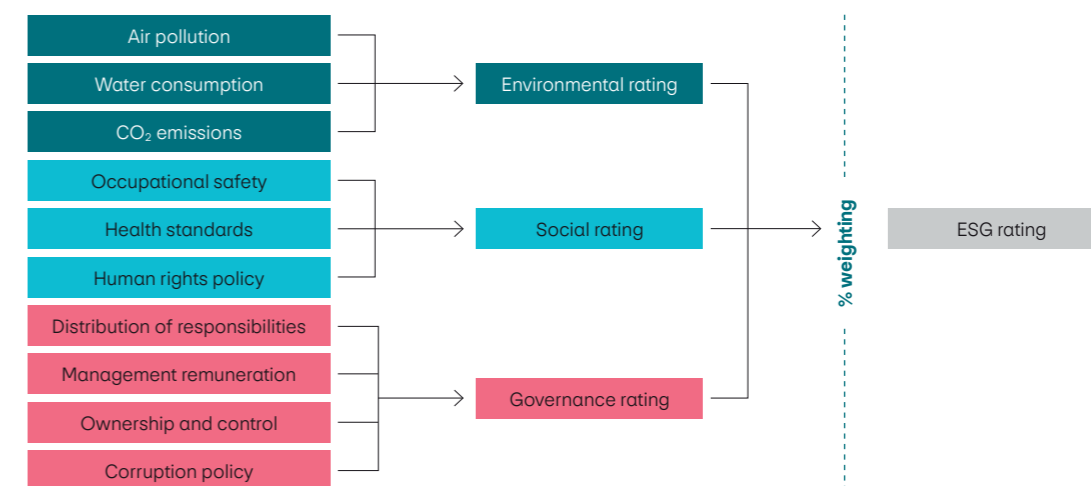 Air pollution
Water consumption
CO₂ emissions
Occupational safety
Health standards
Human rights policy
Distribution of responsibilities
Management remuneration
Ownership and control
Corruption policy
Environmental rating
Social rating
Governance rating
% weighting
ESG rating